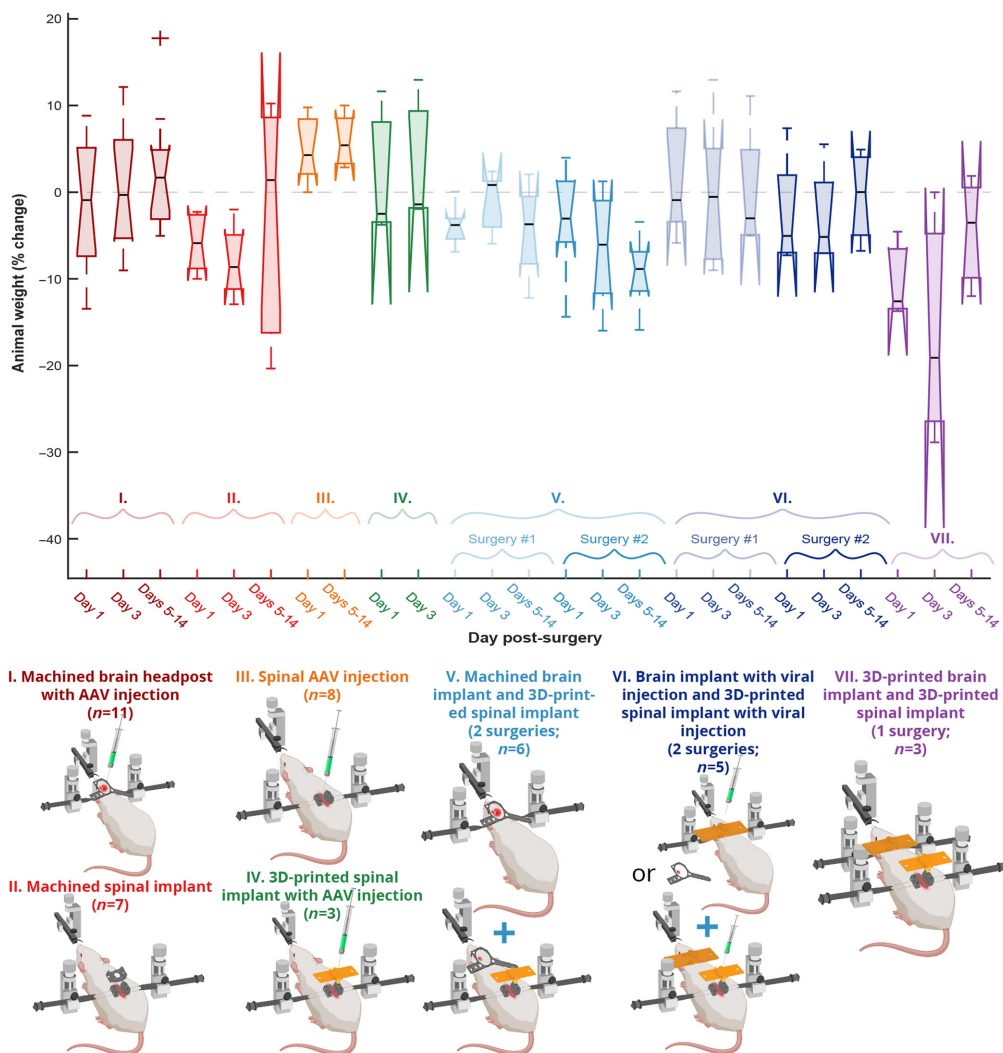 20
10
0
−10
−20
−30
−40
Animal weight (% change)
I.
II.
III.
IV.
V.
VI.
VII.
Surgery #1
Surgery #2
Surgery #1
Surgery #2
Day 1
Day 3
Days 5-14
Day 1
Day 3
Days 5-14
Day 1
Days 5-14
Day 1
Day 3
Day 1
Day 3
Days 5-14
Day 1
Day 3
Days 5-14
Day 1
Day 3
Days 5-14
Day 1
Day 3
Days 5-14
Day 1
Day 3
Days 5-14
Day post-surgery
I. Machined brain headpost
with AAV injection
(n=11)
III. Spinal AAV injection
(n=8)
V. Machined brain
implant and 3D-print-
ed spinal implant
(2 surgeries;
n=6)
VI. Brain implant with viral
injection and 3D-printed
spinal implant with viral
injection
(2 surgeries;
n=5)
VII. 3D-printed brain
implant and 3D-printed
spinal implant
(1 surgery;
n=3)
II. Machined spinal implant
(n=7)
IV. 3D-printed spinal
implant with AAV injection
(n=3)
+
or
+